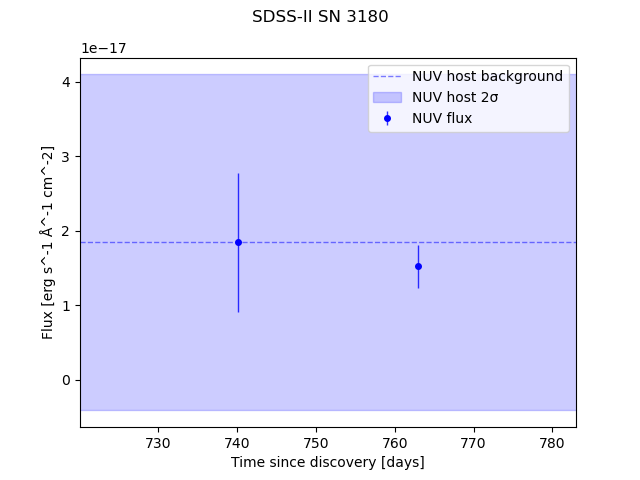 SDSS-II SN 3180
1e−17
NUV host background
NUV host 2σ
NUV flux
4
3
2
1
0
Flux [erg s^-1 Å^-1 cm^-2]
730 740 750 760 770 780
Time since discovery [days]